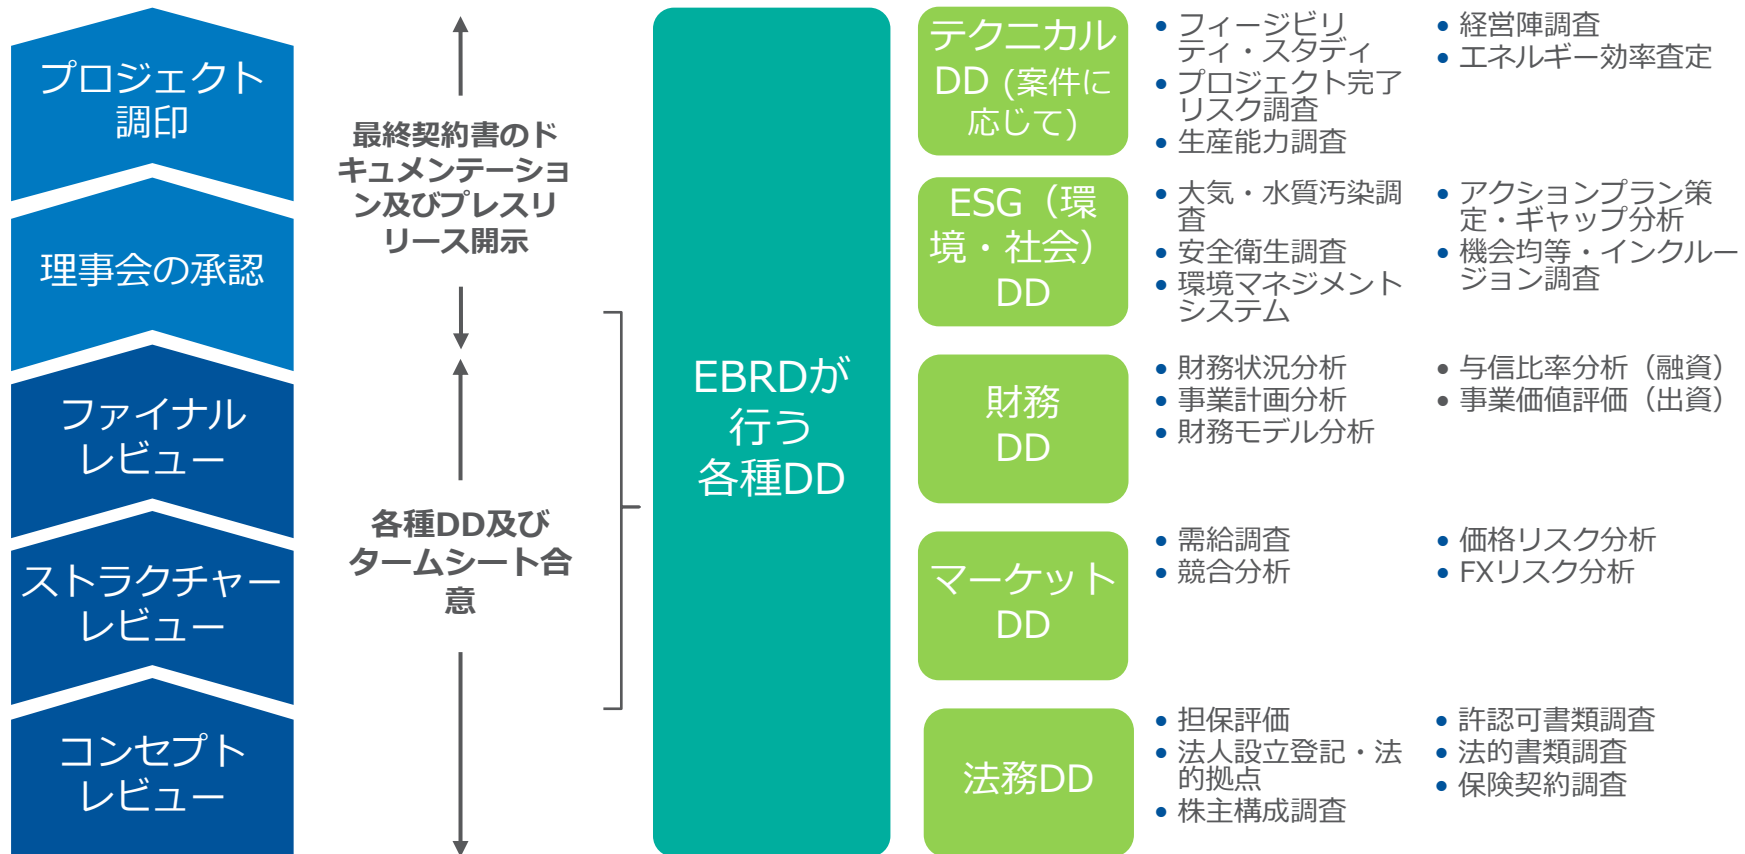 プロジェクト
調印
理事会の承認
ファイナル
レビュー
ストラクチャー
レビュー
コンセプト
レビュー
最終契約書のド
キュメンテーショ
ン及びプレスリ
リース開示
各種DD及び
タームシート合
意
EBRDが
行う
各種DD
テクニカル
DD (案件に
応じて)
• フィージビリ
ティ・スタディ
• プロジェクト完了
リスク調査
• 生産能力調査
• 経営陣調査
• エネルギー効率査定
ESG（環
境・社会）
DD
• 大気・水質汚染調
査
• 安全衛生調査
• 環境マネジメント
システム
• アクションプラン策
定・ギャップ分析
• 機会均等・インクルー
ジョン調査
財務
DD
• 財務状況分析
• 事業計画分析
• 財務モデル分析
• 与信比率分析（融資）
• 事業価値評価（出資）
マーケット
DD
• 需給調査
• 競合分析
• 価格リスク分析
• FXリスク分析
法務DD
• 担保評価
• 法人設立登記・法
的拠点
• 株主構成調査
• 許認可書類調査
• 法的書類調査
• 保険契約調査